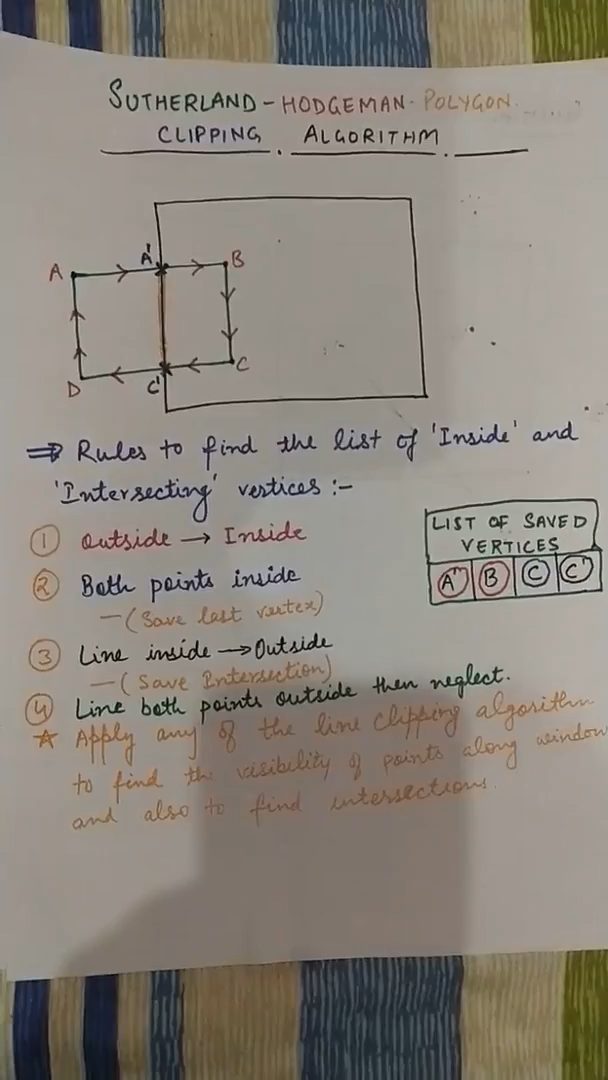 SUTHERLAND - HODGEMAN - POLYGON
CLIPPING ALGORITHM
A A' B
D C' C
⇒ Rules to find the list of 'Inside' and
'Intersecting' vertices :-
① Outside → Inside
② Both points inside
- (Save last vertex)
③ Line inside → Outside
- (Save Intersection)
④ Line both points outside then neglect.
☆ Apply any of the line clipping algorithm
to find the visibility of points along window
and also to find intersections.
LIST OF SAVED
VERTICES
A' B C C'